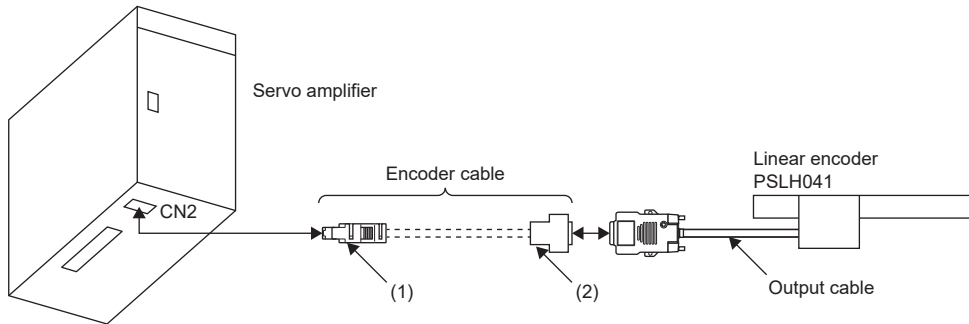 Servo amplifier
Linear encoder
PSLH041
Encoder cable
CN2
(1)
(2)
Output cable